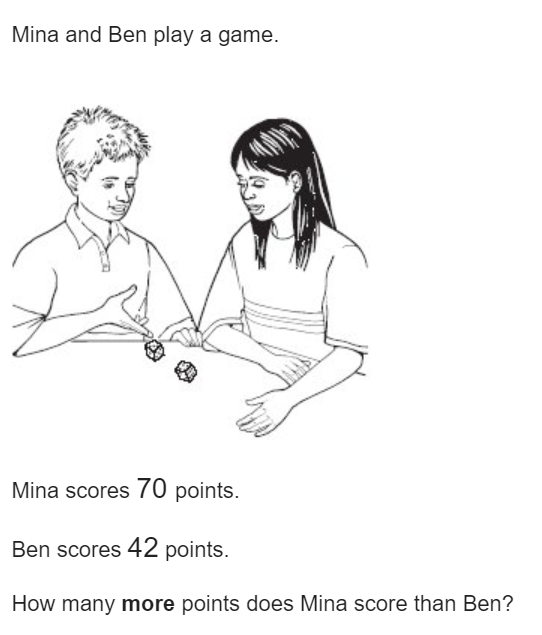 Mina and Ben play a game.
Mina scores 70 points.
Ben scores 42 points.
How many more points does Mina score than Ben?